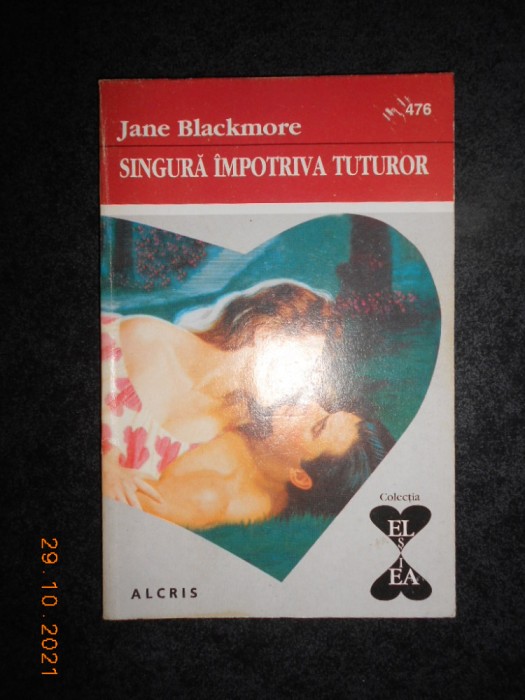 476
Jane Blackmore
SINGURĂ ÎMPOTRIVA TUTUROR
Colecția
EL
ȘI
EA
ALCRIS
29.10.2021